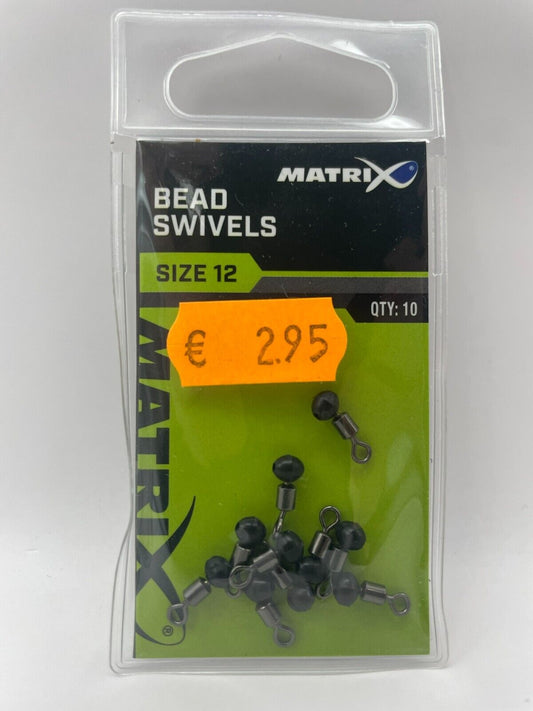 MATRIX
BEAD
SWIVELS
SIZE 12
QTY: 10
€ 2.95
MATRIX®